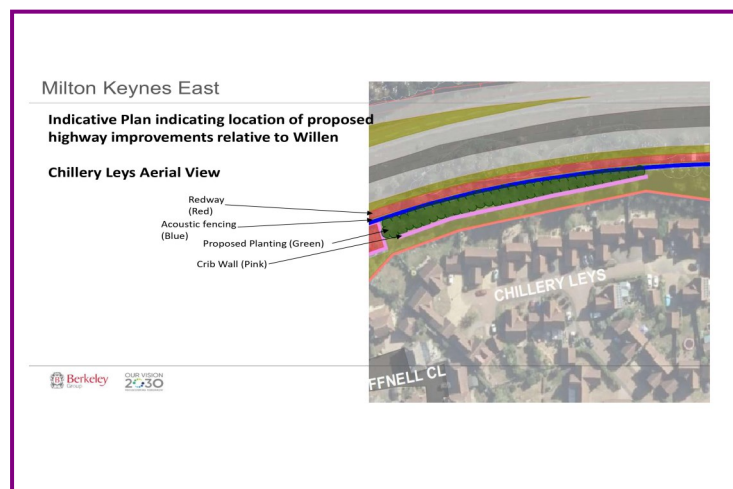 Milton Keynes East
Indicative Plan indicating location of proposed
highway improvements relative to Willen
Chillery Leys Aerial View
Redway
(Red)
Acoustic fencing
(Blue)
Proposed Planting (Green)
Crib Wall (Pink)
CHILLERY LEYS
FFNELL CL
Berkeley
Group
OUR VISION
2030